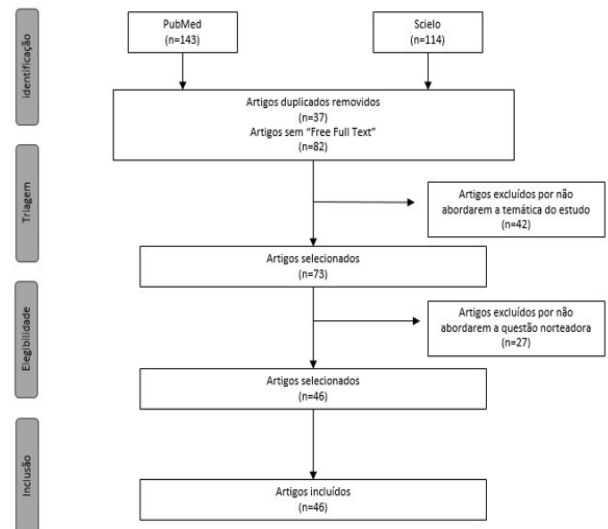 PubMed
(n=143)
Scielo
(n=114)
identificação
Artigos duplicados removidos
(n=37)
Artigos sem "Free Full Text"
(n=82)
Triagem
Artigos excluídos por não
abordarem a temática do estudo
(n=42)
Artigos selecionados
(n=73)
Elegibilidade
Artigos excluídos por não
abordarem a questão norteadora
(n=27)
Artigos selecionados
(n=46)
Inclusão
Artigos incluídos
(n=46)